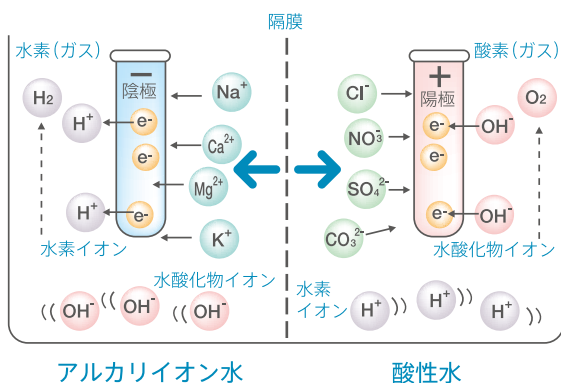 隔膜
水素(ガス)
酸素(ガス)
−
陰極
+
陽極
H2
H+
e-
e-
H+
e-
Na+
Ca2+
Mg2+
K+
水素イオン
水酸化物イオン
OH-
OH-
OH-
Cl-
NO3-
SO42-
CO32-
e-
e-
e-
OH-
OH-
O2
水酸化物イオン
水素
イオン
H+
H+
H+
アルカリイオン水
酸性水